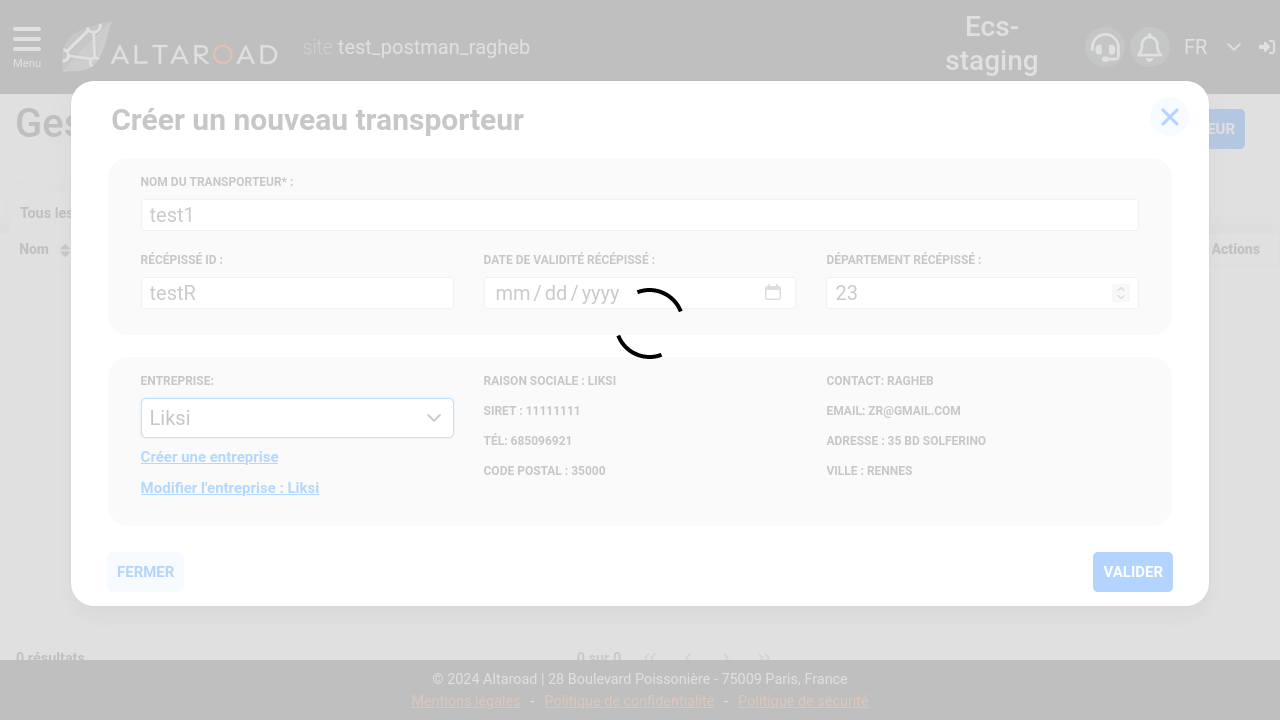 Menu
ALTAROAD
site test_postman_ragheb
Ecs-
staging
FR
Ges
EUR
Créer un nouveau transporteur
NOM DU TRANSPORTEUR* :
test1
RÉCÉPISSÉ ID :
DATE DE VALIDITÉ RÉCÉPISSÉ :
DÉPARTEMENT RÉCÉPISSÉ :
testR
mm/dd/yyyy
23
Tous les
Nom
Actions
ENTREPRISE:
Liksi
Créer une entreprise
Modifier l'entreprise : Liksi
RAISON SOCIALE : LIKSI
SIRET : 11111111
TÉL: 685096921
CODE POSTAL : 35000
CONTACT: RAGHEB
EMAIL: ZR@GMAIL.COM
ADRESSE : 35 BD SOLFERINO
VILLE : RENNES
FERMER
VALIDER
0 résultats
0 sur 0
© 2024 Altaroad | 28 Boulevard Poissonière - 75009 Paris, France
Mentions légales - Politique de confidentialité - Politique de sécurité